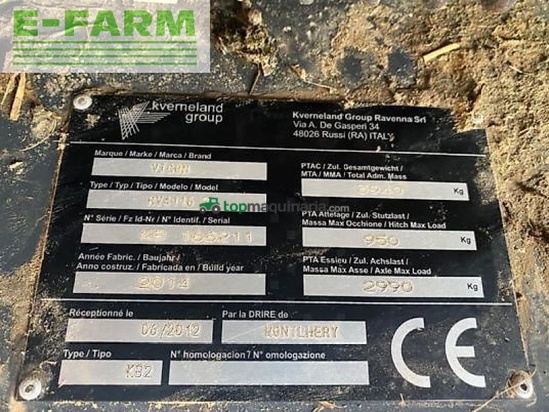 E-FARM
kverneland
group
Kverneland Group Ravenna Srl
Via A. De Gasperi 34
48026 Russi (RA) ITALY
Marque / Marke / Marca / Brand
VICON
Type / Typ / Tipo / Modelo / Model
N° Série / Fz Id-Nr / N° Identif. / Serial
Année Fabric. / Baujahr /
Anno costruz. / Fabricada en / Build year
2014
Réceptionné le
06/2012
Par la DRIRE de
MONTLHERY
Type / Tipo
KB2
N° homologacion / N° omologazione
PTAC / Zul. Gesamtgewicht /
MTA / MMA / Total Adm. Mass
Kg
PTA Attelage / Zul. Stutzlast /
Massa Max Occhione / Hitch Max Load
950
Kg
PTA Essieu / Zul. Achslast /
Massa Max Asse / Axle Max Load
2990
Kg
CE
topmaquinaria.com